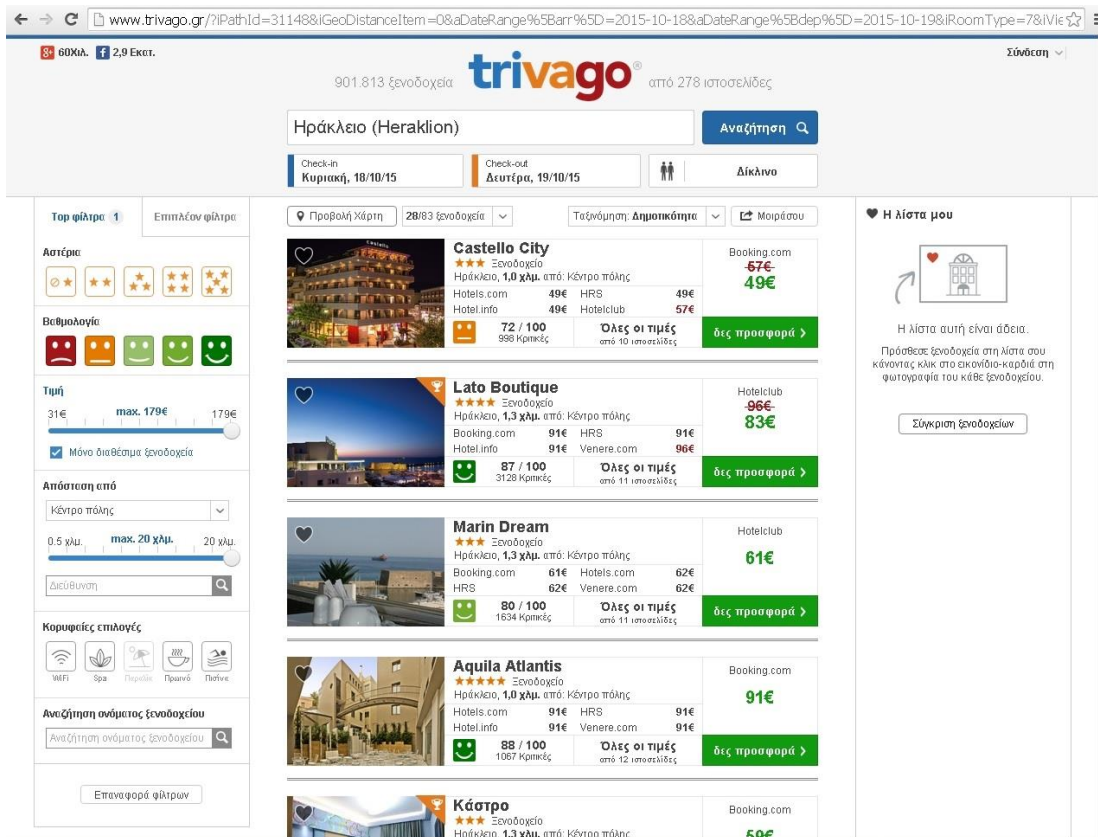 www.trivago.gr/?iPathId=31148&iGeoDistanceItem=0&aDateRange%5Barr%5D=2015-10-18&aDateRange%5Bdep%5D=2015-10-19&iRoomType=7&iVie
60Χιλ. 2,9 Εκατ.
Σύνδεση
901.813 ξενοδοχεία trivago® από 278 ιστοσελίδες
Ηράκλειο (Heraklion) Αναζήτηση
Check-in
Κυριακή, 18/10/15
Check-out
Δευτέρα, 19/10/15
Δίκλινο
Top φίλτρα 1 Επιπλέον φίλτρα
Αστέρια
Βαθμολογία
Τιμή
31€ max. 179€ 179€
Μόνο διαθέσιμα ξενοδοχεία
Απόσταση από
Κέντρο πόλης
0.5 χλμ. max. 20 χλμ. 20 χλμ.
Διεύθυνση
Κορυφαίες επιλογές
WiFi Spa Παραλία Πρωινό Πισίνα
Αναζήτηση ονόματος ξενοδοχείου
Αναζήτηση ονόματος ξενοδοχείου
Επαναφορά φίλτρων
Προβολή Χάρτη 28/83 ξενοδοχεία Ταξινόμηση: Δημοτικότητα Μοιράσου
Castello City
Ξενοδοχείο
Ηράκλειο, 1,0 χλμ. από: Κέντρο πόλης
Hotels.com 49€ HRS 49€
Hotel.info 49€ Hotelclub 57€
72 / 100 Όλες οι τιμές
998 Κριτικές από 10 ιστοσελίδες
Booking.com
57€
49€
δες προσφορά
Lato Boutique
Ξενοδοχείο
Ηράκλειο, 1,3 χλμ. από: Κέντρο πόλης
Booking.com 91€ HRS 91€
Hotel.info 91€ Venere.com 96€
87 / 100 Όλες οι τιμές
3128 Κριτικές από 11 ιστοσελίδες
Hotelclub
96€
83€
δες προσφορά
Marin Dream
Ξενοδοχείο
Ηράκλειο, 1,3 χλμ. από: Κέντρο πόλης
Booking.com 61€ Hotels.com 62€
HRS 62€ Venere.com 62€
80 / 100 Όλες οι τιμές
1634 Κριτικές από 11 ιστοσελίδες
Hotelclub
61€
δες προσφορά
Aquila Atlantis
Ξενοδοχείο
Ηράκλειο, 1,0 χλμ. από: Κέντρο πόλης
Hotels.com 91€ HRS 91€
Hotel.info 91€ Venere.com 91€
88 / 100 Όλες οι τιμές
1067 Κριτικές από 12 ιστοσελίδες
Booking.com
91€
δες προσφορά
Κάστρο
Ξενοδοχείο
Ηράκλειο, 1,3 χλμ. από: Κέντρο πόλης
Booking.com
59€
Η λίστα μου
Η λίστα αυτή είναι άδεια.
Πρόσθεσε ξενοδοχεία στη λίστα σου
κάνοντας κλικ στο εικονίδιο-καρδιά στη
φωτογραφία του κάθε ξενοδοχείου.
Σύγκριση ξενοδοχείων